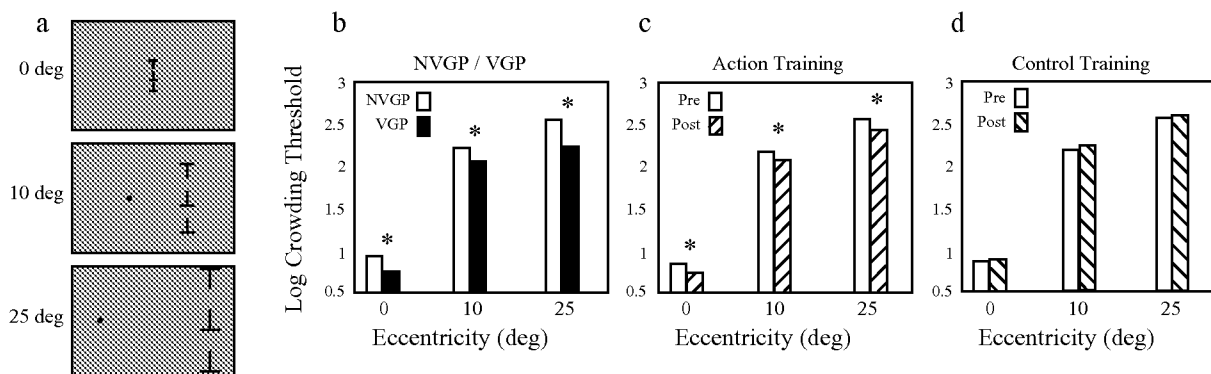 a
0 deg
10 deg
25 deg
b
NVGP / VGP
Log Crowding Threshold
3
2.5
2
1.5
1
0.5
NVGP
VGP
*
*
*
0
10
25
Eccentricity (deg)
c
Action Training
3
2.5
2
1.5
1
0.5
Pre
Post
*
*
*
0
10
25
Eccentricity (deg)
d
Control Training
3
2.5
2
1.5
1
0.5
Pre
Post
0
10
25
Eccentricity (deg)